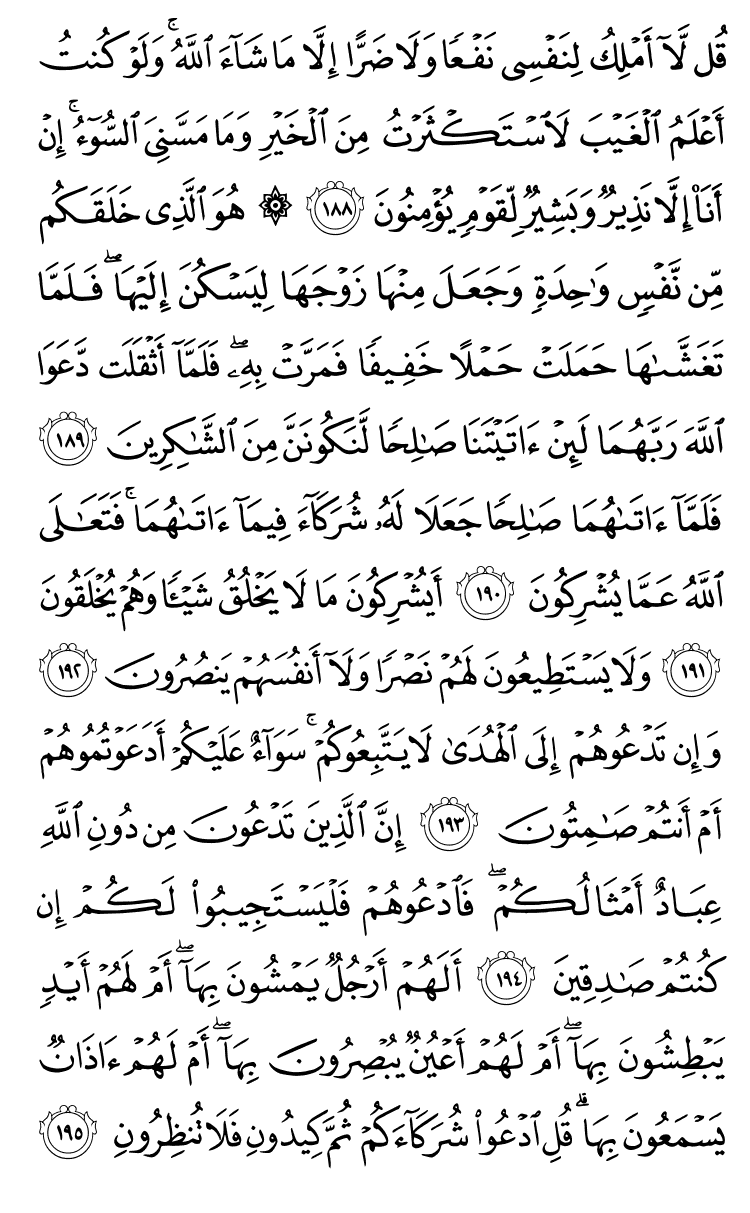 قُل لَّآ أَمۡلِكُ لِنَفۡسِي نَفۡعٗا وَلَا ضَرًّا إِلَّا مَا شَآءَ ٱللَّهُۚ وَلَوۡ كُنتُ
أَعۡلَمُ ٱلۡغَيۡبَ لَٱسۡتَكۡثَرۡتُ مِنَ ٱلۡخَيۡرِ وَمَا مَسَّنِيَ ٱلسُّوٓءُۚ إِنۡ
أَنَا۠ إِلَّا نَذِيرٞ وَبَشِيرٞ لِّقَوۡمٖ يُؤۡمِنُونَ ١٨٨ ۞ هُوَ ٱلَّذِي خَلَقَكُم
مِّن نَّفۡسٖ وَٰحِدَةٖ وَجَعَلَ مِنۡهَا زَوۡجَهَا لِيَسۡكُنَ إِلَيۡهَاۖ فَلَمَّا
تَغَشَّىٰهَا حَمَلَتۡ حَمۡلًا خَفِيفٗا فَمَرَّتۡ بِهِۦۖ فَلَمَّآ أَثۡقَلَت دَّعَوَا
ٱللَّهَ رَبَّهُمَا لَئِنۡ ءَاتَيۡتَنَا صَٰلِحٗا لَّنَكُونَنَّ مِنَ ٱلشَّٰكِرِينَ ١٨٩
فَلَمَّآ ءَاتَىٰهُمَا صَٰلِحٗا جَعَلَا لَهُۥ شُرَكَآءَ فِيمَآ ءَاتَىٰهُمَاۚ فَتَعَٰلَى
ٱللَّهُ عَمَّا يُشۡرِكُونَ ١٩٠ أَيُشۡرِكُونَ مَا لَا يَخۡلُقُ شَيۡـٔٗا وَهُمۡ يُخۡلَقُونَ
١٩١ وَلَا يَسۡتَطِيعُونَ لَهُمۡ نَصۡرٗا وَلَآ أَنفُسَهُمۡ يَنصُرُونَ ١٩٢
وَإِن تَدۡعُوهُمۡ إِلَى ٱلۡهُدَىٰ لَا يَتَّبِعُوكُمۡۚ سَوَآءٌ عَلَيۡكُمۡ أَدَعَوۡتُمُوهُمۡ
أَمۡ أَنتُمۡ صَٰمِتُونَ ١٩٣ إِنَّ ٱلَّذِينَ تَدۡعُونَ مِن دُونِ ٱللَّهِ
عِبَادٌ أَمۡثَالُكُمۡۖ فَٱدۡعُوهُمۡ فَلۡيَسۡتَجِيبُواْ لَكُمۡ إِن
كُنتُمۡ صَٰدِقِينَ ١٩٤ أَلَهُمۡ أَرۡجُلٞ يَمۡشُونَ بِهَآۖ أَمۡ لَهُمۡ أَيۡدٖ
يَبۡطِشُونَ بِهَآۖ أَمۡ لَهُمۡ أَعۡيُنٞ يُبۡصِرُونَ بِهَآۖ أَمۡ لَهُمۡ ءَاذَانٞ
يَسۡمَعُونَ بِهَاۗ قُلِ ٱدۡعُواْ شُرَكَآءَكُمۡ ثُمَّ كِيدُونِ فَلَا تُنظِرُونِ ١٩٥